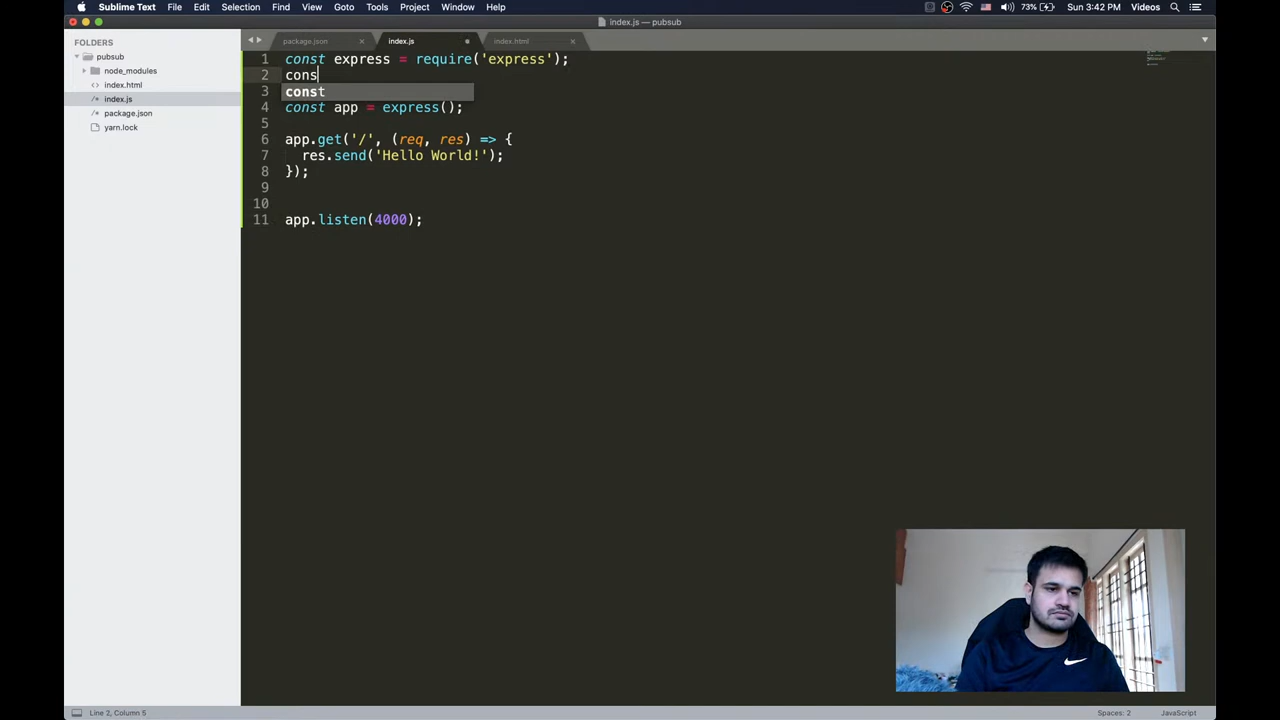 Sublime Text File Edit Selection Find View Goto Tools Project Window Help 73% Sun 3:42 PM Videos
index.js — pubsub
FOLDERS
pubsub
node_modules
index.html
index.js
package.json
yarn.lock
package.json × index.js index.html ×
1 const express = require('express');
2 cons
3 const
4 const app = express();
5
6 app.get('/', (req, res) => {
7 res.send('Hello World!');
8 });
9
10
11 app.listen(4000);
Line 2, Column 5 Spaces: 2 JavaScript